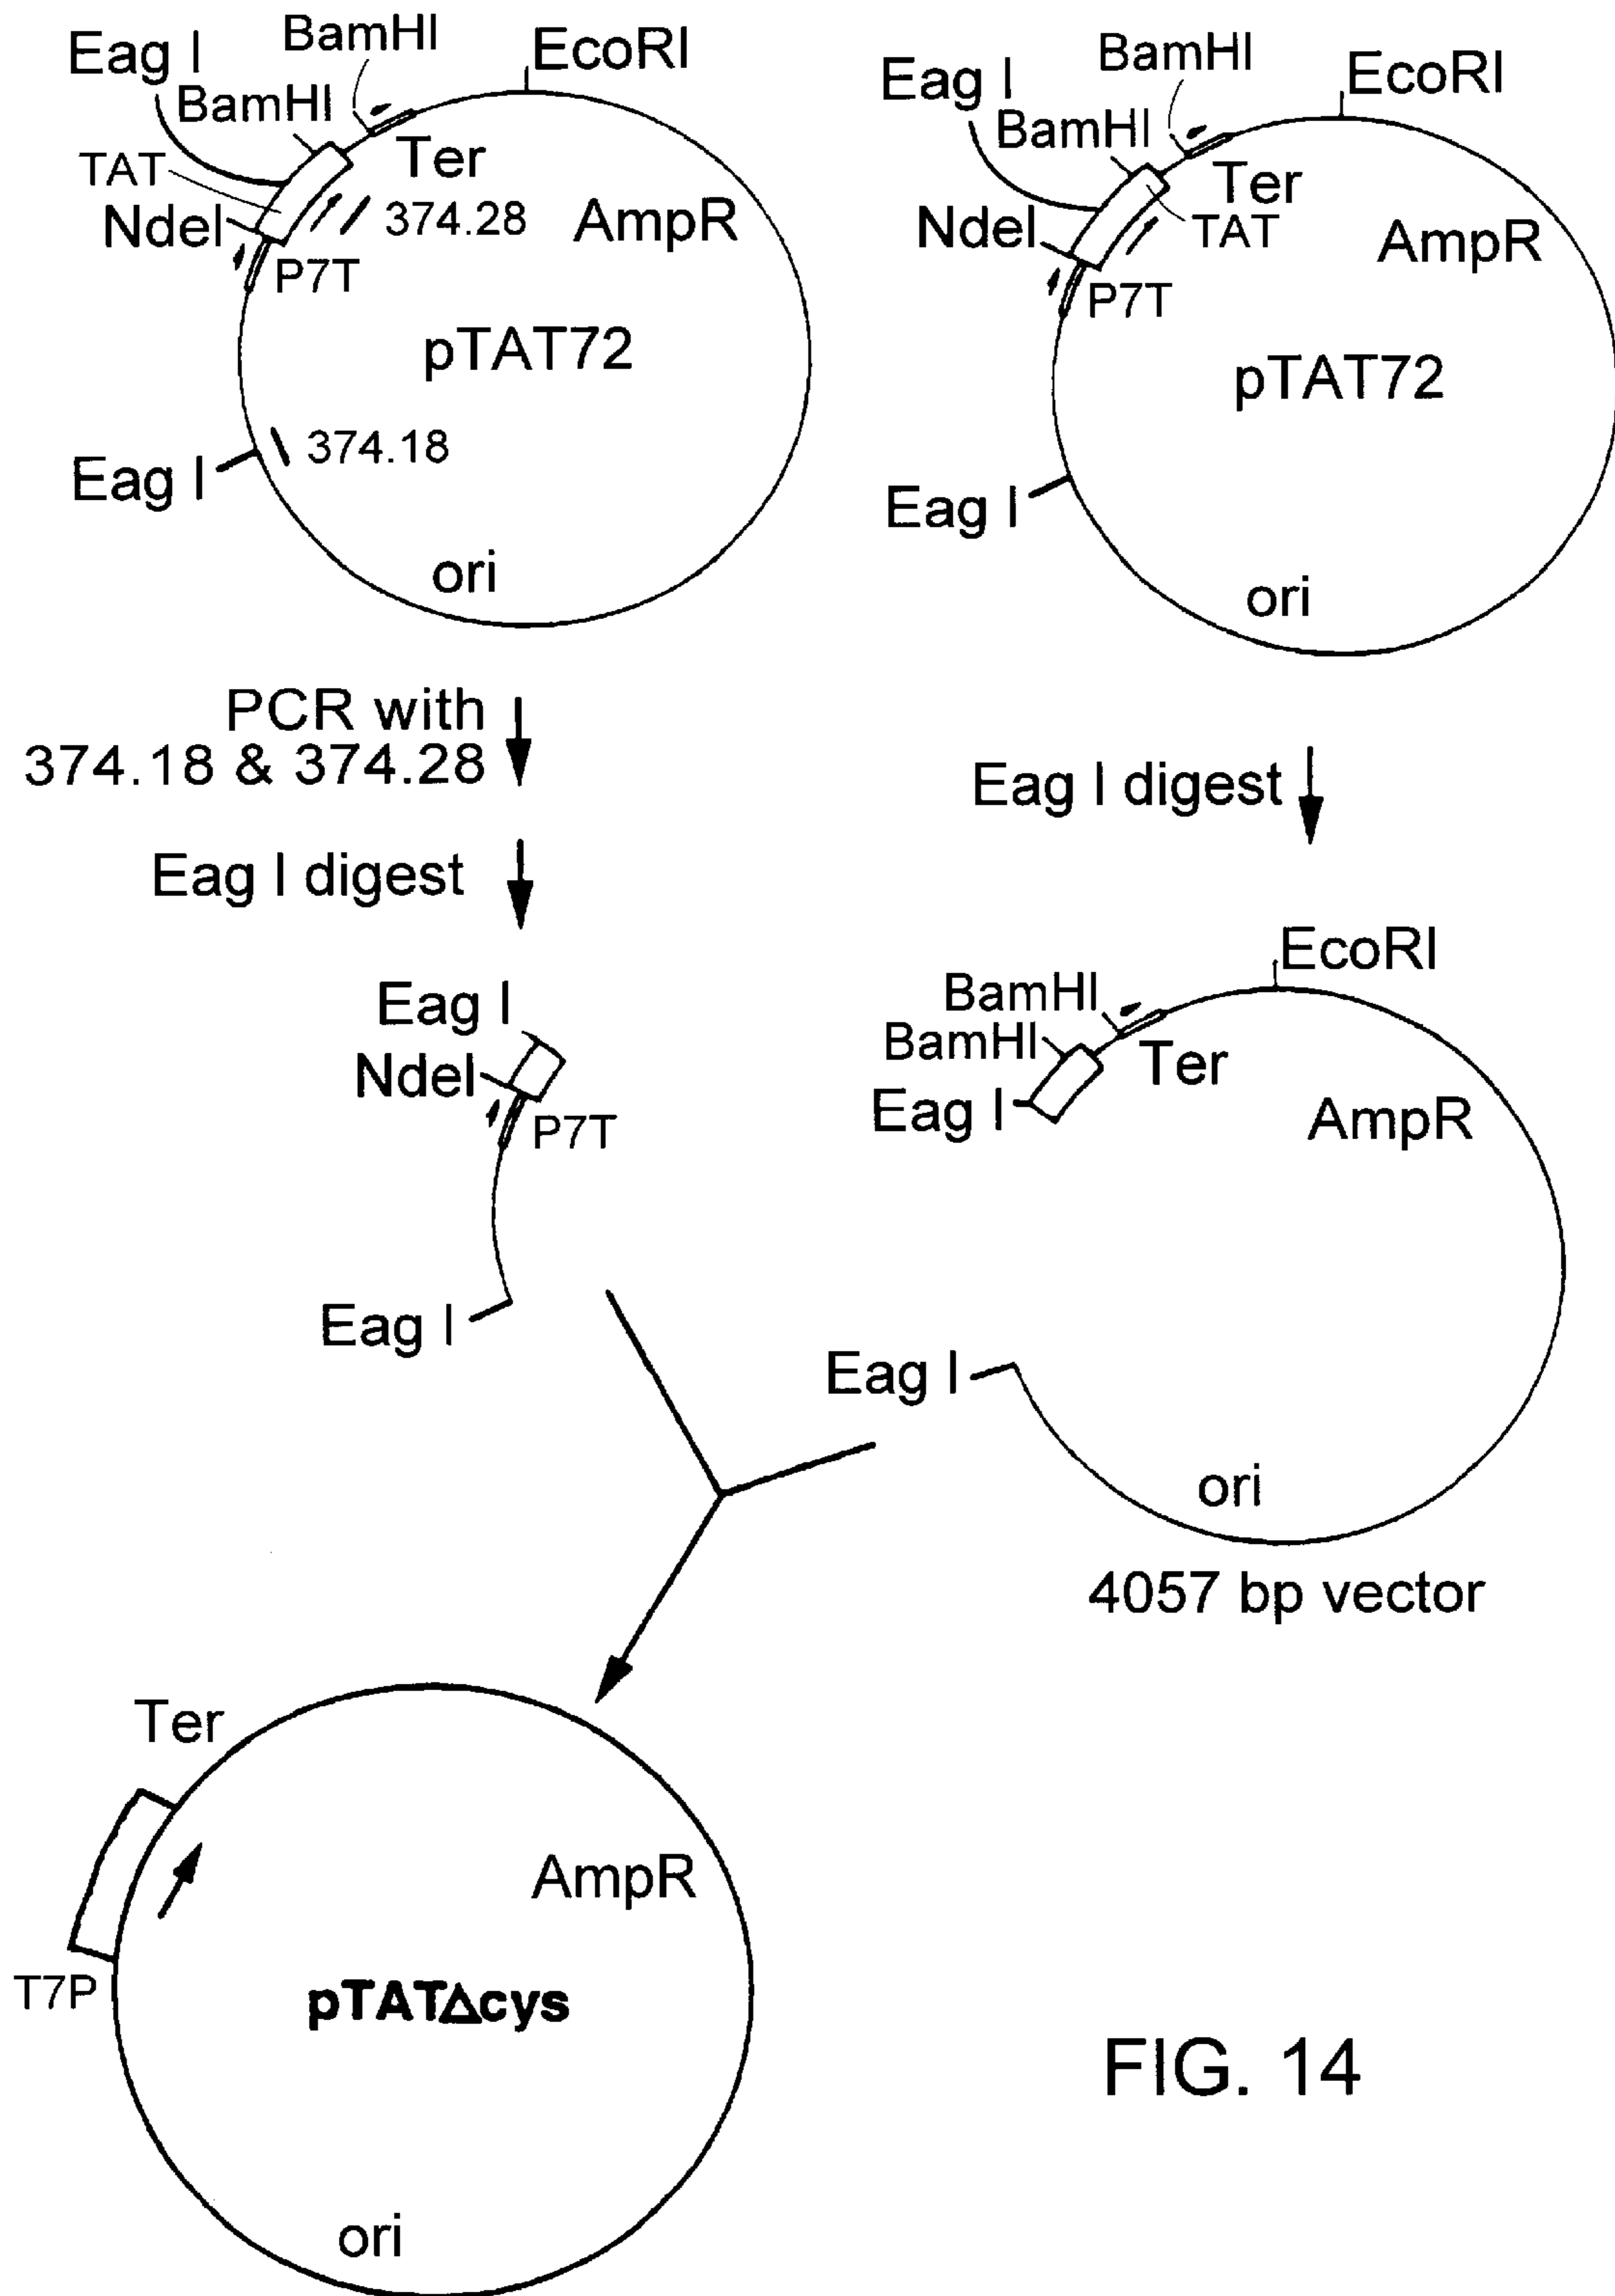 BamHI
EcoRI
Eag I
BamHI
TAT
Ter
NdeI
374.28
AmpR
P7T
pTAT72
374.18
Eag I
ori
BamHI
EcoRI
Eag I
BamHI
Ter
TAT
NdeI
AmpR
P7T
pTAT72
Eag I
ori
PCR with
374.18 & 374.28
Eag I digest
Eag I digest
Eag I
NdeI
P7T
Eag I
EcoRI
BamHI
BamHI
Ter
Eag I
AmpR
Eag I
ori
4057 bp vector
Ter
AmpR
T7P
pTATΔcys
ori
FIG. 14